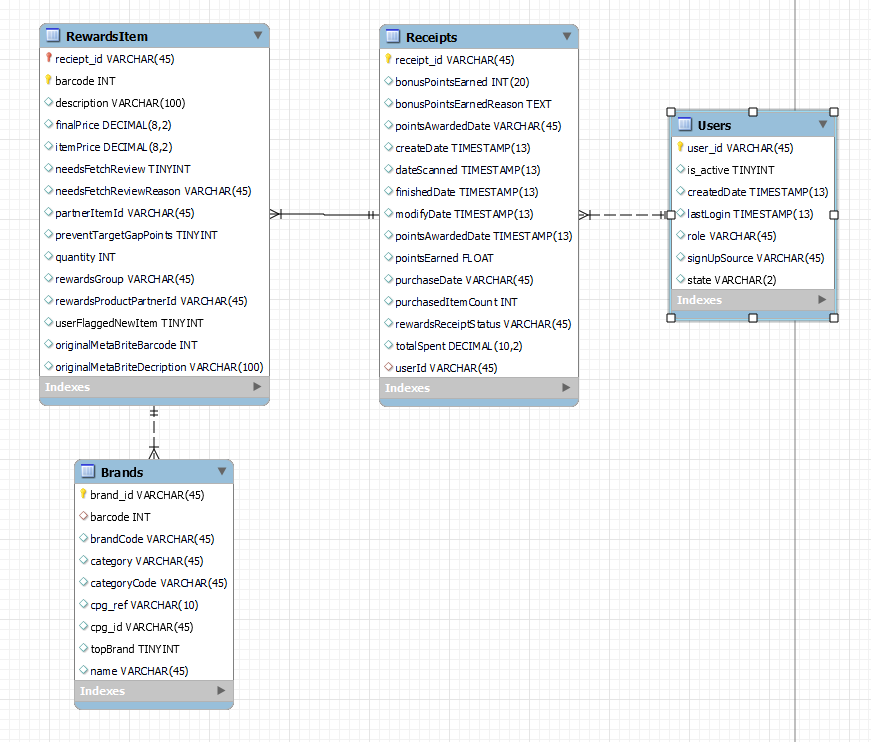 RewardsItem
reciept_id VARCHAR(45)
barcode INT
description VARCHAR(100)
finalPrice DECIMAL(8,2)
itemPrice DECIMAL(8,2)
needsFetchReview TINYINT
needsFetchReviewReason VARCHAR(45)
partnerItemId VARCHAR(45)
preventTargetGapPoints TINYINT
quantity INT
rewardsGroup VARCHAR(45)
rewardsProductPartnerId VARCHAR(45)
userFlaggedNewItem TINYINT
originalMetaBriteBarcode INT
originalMetaBriteDecription VARCHAR(100)
Indexes
Receipts
receipt_id VARCHAR(45)
bonusPointsEarned INT(20)
bonusPointsEarnedReason TEXT
pointsAwardedDate VARCHAR(45)
createDate TIMESTAMP(13)
dateScanned TIMESTAMP(13)
finishedDate TIMESTAMP(13)
modifyDate TIMESTAMP(13)
pointsAwardedDate TIMESTAMP(13)
pointsEarned FLOAT
purchaseDate VARCHAR(45)
purchasedItemCount INT
rewardsReceiptStatus VARCHAR(45)
totalSpent DECIMAL(10,2)
userId VARCHAR(45)
Indexes
Users
user_id VARCHAR(45)
is_active TINYINT
createdDate TIMESTAMP(13)
lastLogin TIMESTAMP(13)
role VARCHAR(45)
signUpSource VARCHAR(45)
state VARCHAR(2)
Indexes
Brands
brand_id VARCHAR(45)
barcode INT
brandCode VARCHAR(45)
category VARCHAR(45)
categoryCode VARCHAR(45)
cpg_ref VARCHAR(10)
cpg_id VARCHAR(45)
topBrand TINYINT
name VARCHAR(45)
Indexes